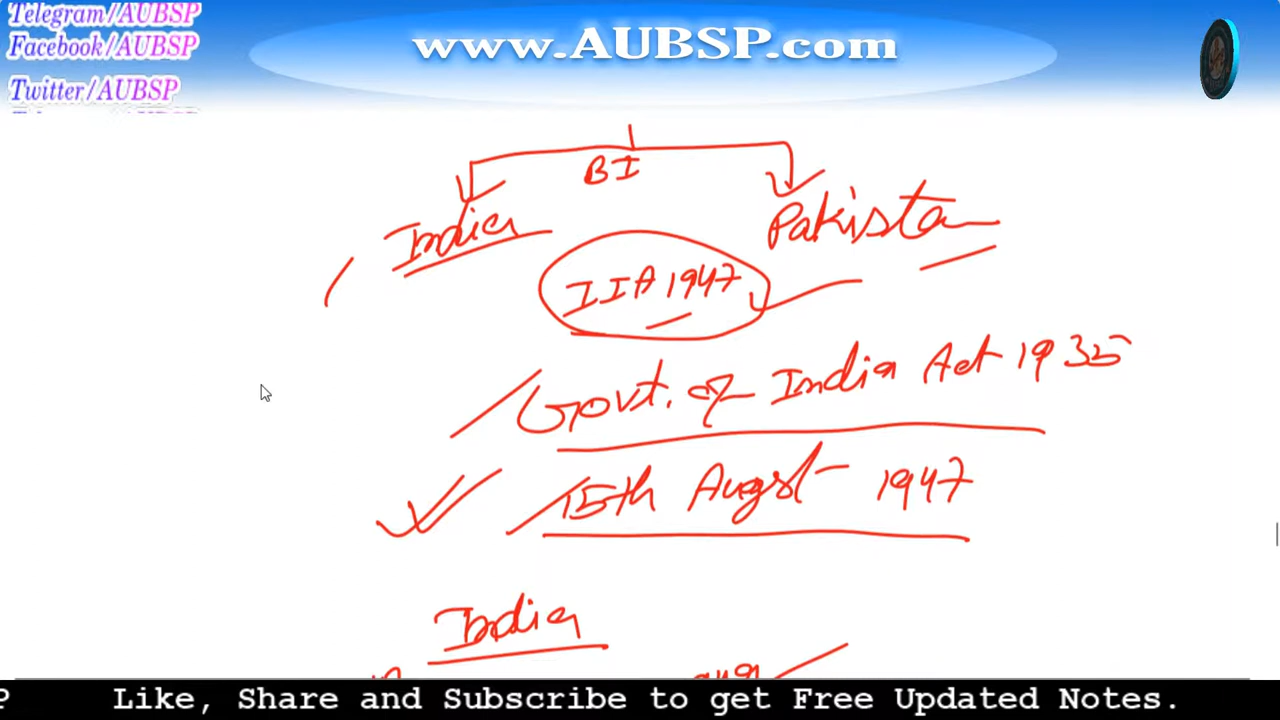 Telegram/AUBSP
Facebook/AUBSP
Twitter/AUBSP
www.AUBSP.com
BI
India
Pakistan
IIA 1947
Govt. of India Act 1935
15th Augst 1947
India
Like, Share and Subscribe to get Free Updated Notes.